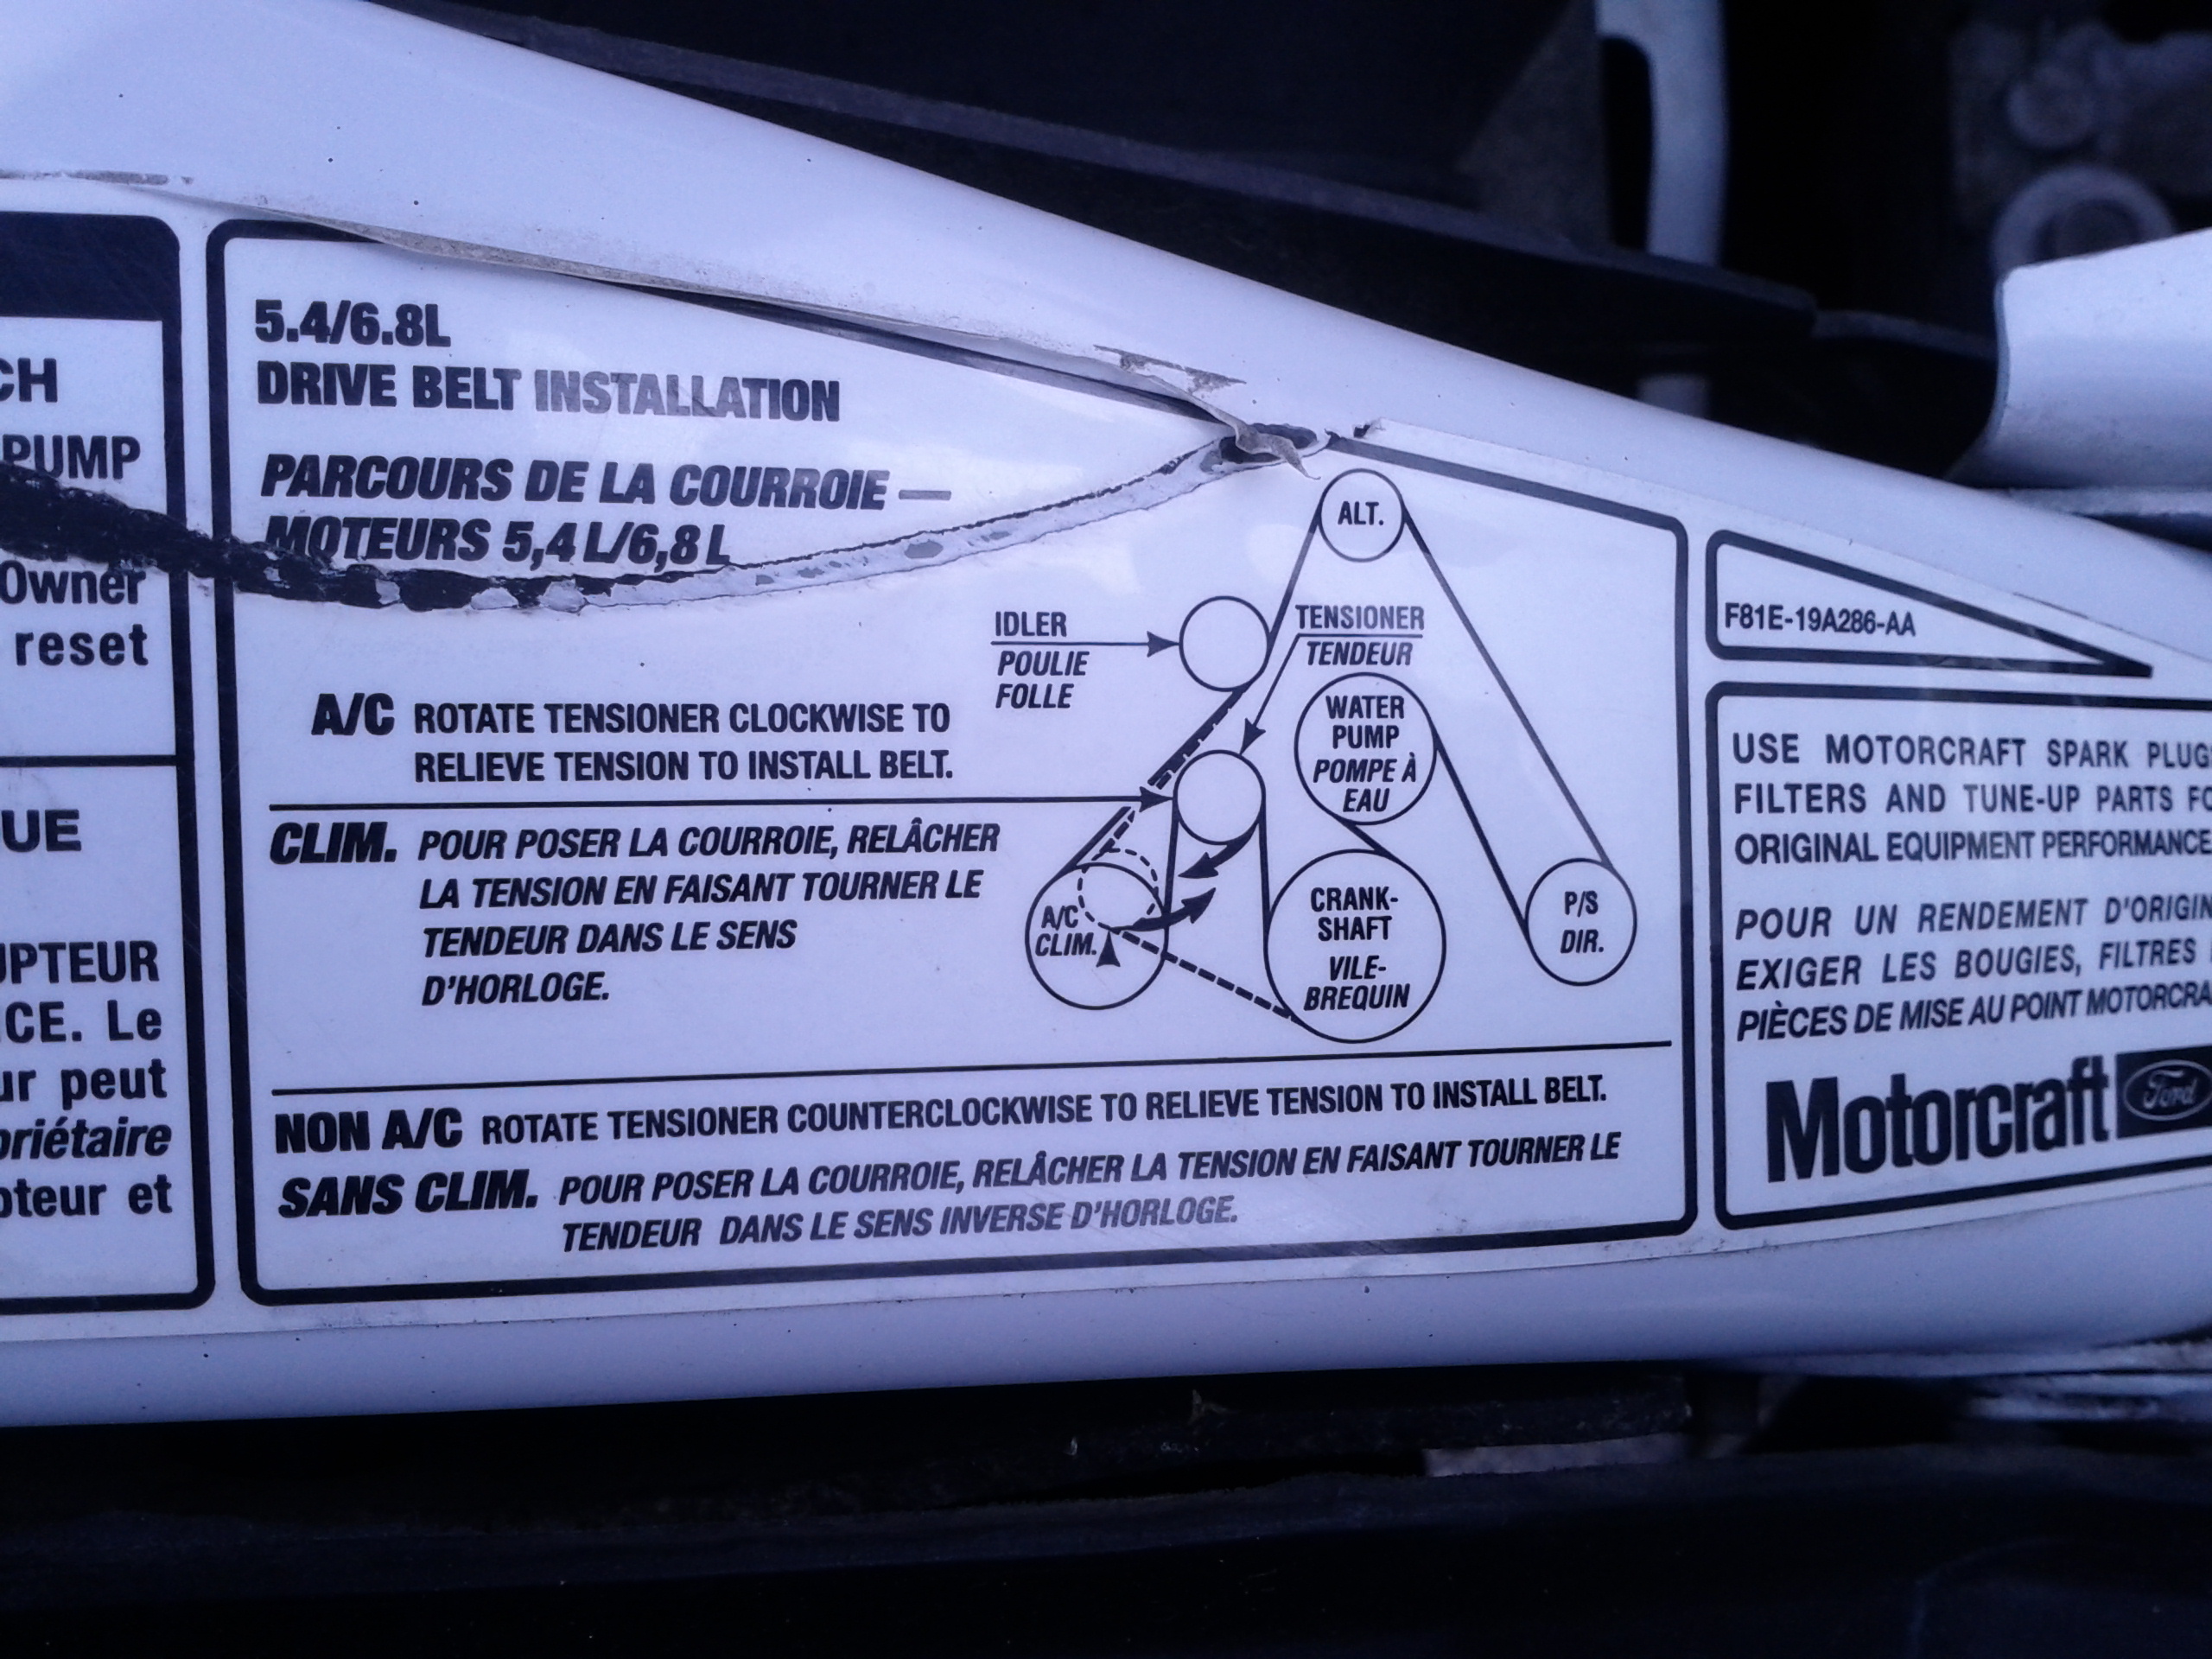 CH
PUMP
Owner
reset
UE
UPTEUR
CE. Le
ur peut
priétaire
oteur et
5.4/6.8L
DRIVE BELT INSTALLATION
PARCOURS DE LA COURROIE —
MOTEURS 5,4 L/6,8 L
A/C ROTATE TENSIONER CLOCKWISE TO
RELIEVE TENSION TO INSTALL BELT.
CLIM. POUR POSER LA COURROIE, RELÂCHER
LA TENSION EN FAISANT TOURNER LE
TENDEUR DANS LE SENS
D'HORLOGE.
IDLER
POULIE
FOLLE
ALT.
TENSIONER
TENDEUR
WATER
PUMP
POMPE À
EAU
A/C
CLIM.
CRANK-
SHAFT
VILE-
BREQUIN
P/S
DIR.
NON A/C ROTATE TENSIONER COUNTERCLOCKWISE TO RELIEVE TENSION TO INSTALL BELT.
SANS CLIM. POUR POSER LA COURROIE, RELÂCHER LA TENSION EN FAISANT TOURNER LE
TENDEUR DANS LE SENS INVERSE D'HORLOGE.
F81E-19A286-AA
USE MOTORCRAFT SPARK PLUG
FILTERS AND TUNE-UP PARTS FO
ORIGINAL EQUIPMENT PERFORMANCE
POUR UN RENDEMENT D'ORIGIN
EXIGER LES BOUGIES, FILTRES
PIÈCES DE MISE AU POINT MOTORCRA
Motorcraft
Ford